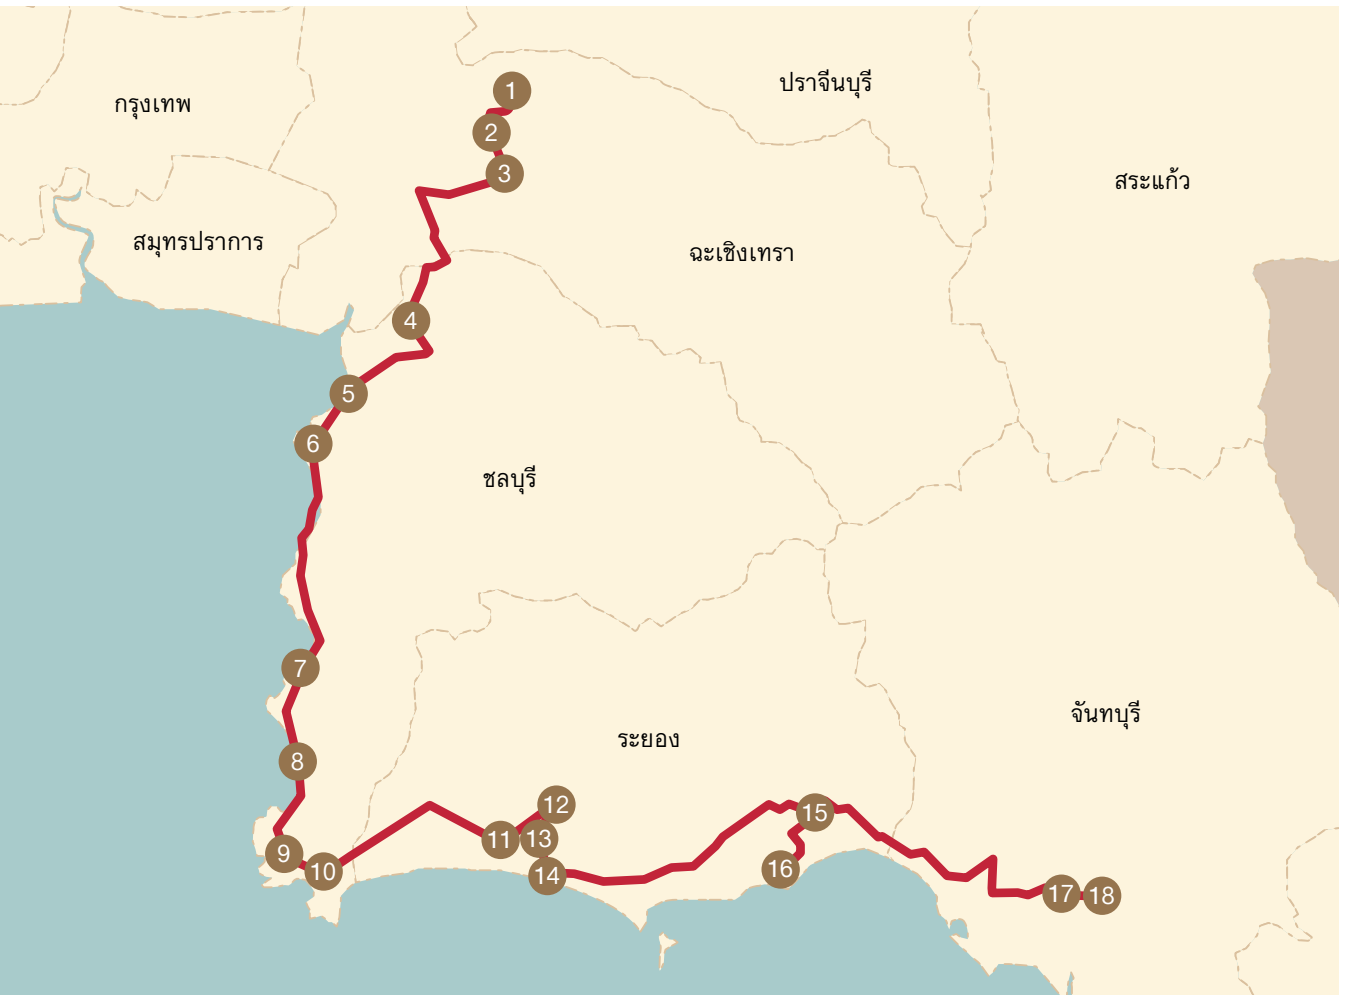 ปราจีนบุรี
1
กรุงเทพ
2
3
สระแก้ว
สมุทรปราการ
ฉะเชิงเทรา
4
5
6
ชลบุรี
7
จันทบุรี
ระยอง
8
12
15
11
13
9
10
16
14
17
18